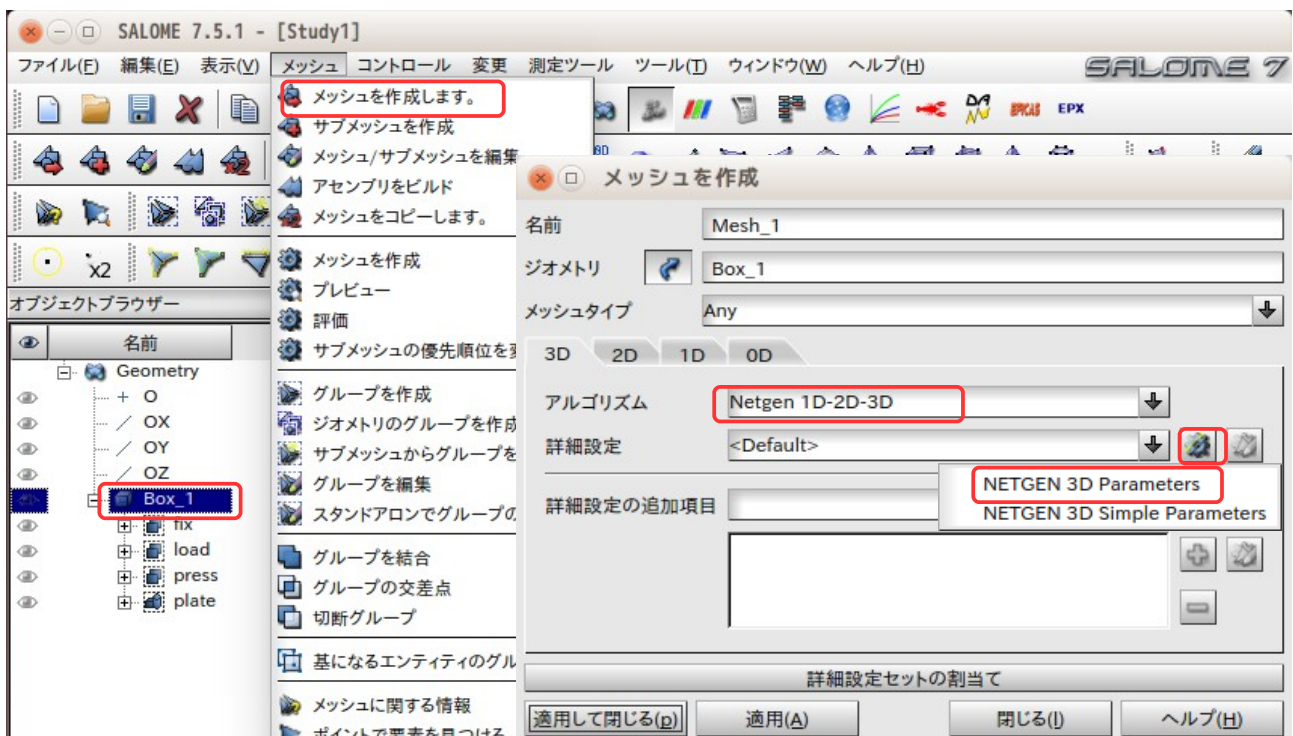 SALOME 7.5.1 - [Study1]
ファイル(F) 編集(E) 表示(V) メッシュ コントロール 変更 測定ツール ツール(T) ウィンドウ(W) ヘルプ(H)
SALOME 7
EPX
x2
メッシュを作成します。
サブメッシュを作成
メッシュ/サブメッシュを編集
アセンブリをビルド
メッシュをコピーします。
メッシュを作成
プレビュー
評価
サブメッシュの優先順位を
グループを作成
ジオメトリのグループを作成
サブメッシュからグループを
グループを編集
スタンドアロンでグループの
グループを結合
グループの交差点
切断グループ
基になるエンティティのグル
メッシュに関する情報
ポイントで要素を見つける
オブジェクトブラウザー
名前
Geometry
O
OX
OY
OZ
Box_1
fix
load
press
plate
メッシュを作成
名前 Mesh_1
ジオメトリ Box_1
メッシュタイプ Any
3D 2D 1D 0D
アルゴリズム Netgen 1D-2D-3D
詳細設定 <Default>
NETGEN 3D Parameters
NETGEN 3D Simple Parameters
詳細設定の追加項目
詳細設定セットの割当て
適用して閉じる(p) 適用(A) 閉じる(l) ヘルプ(H)